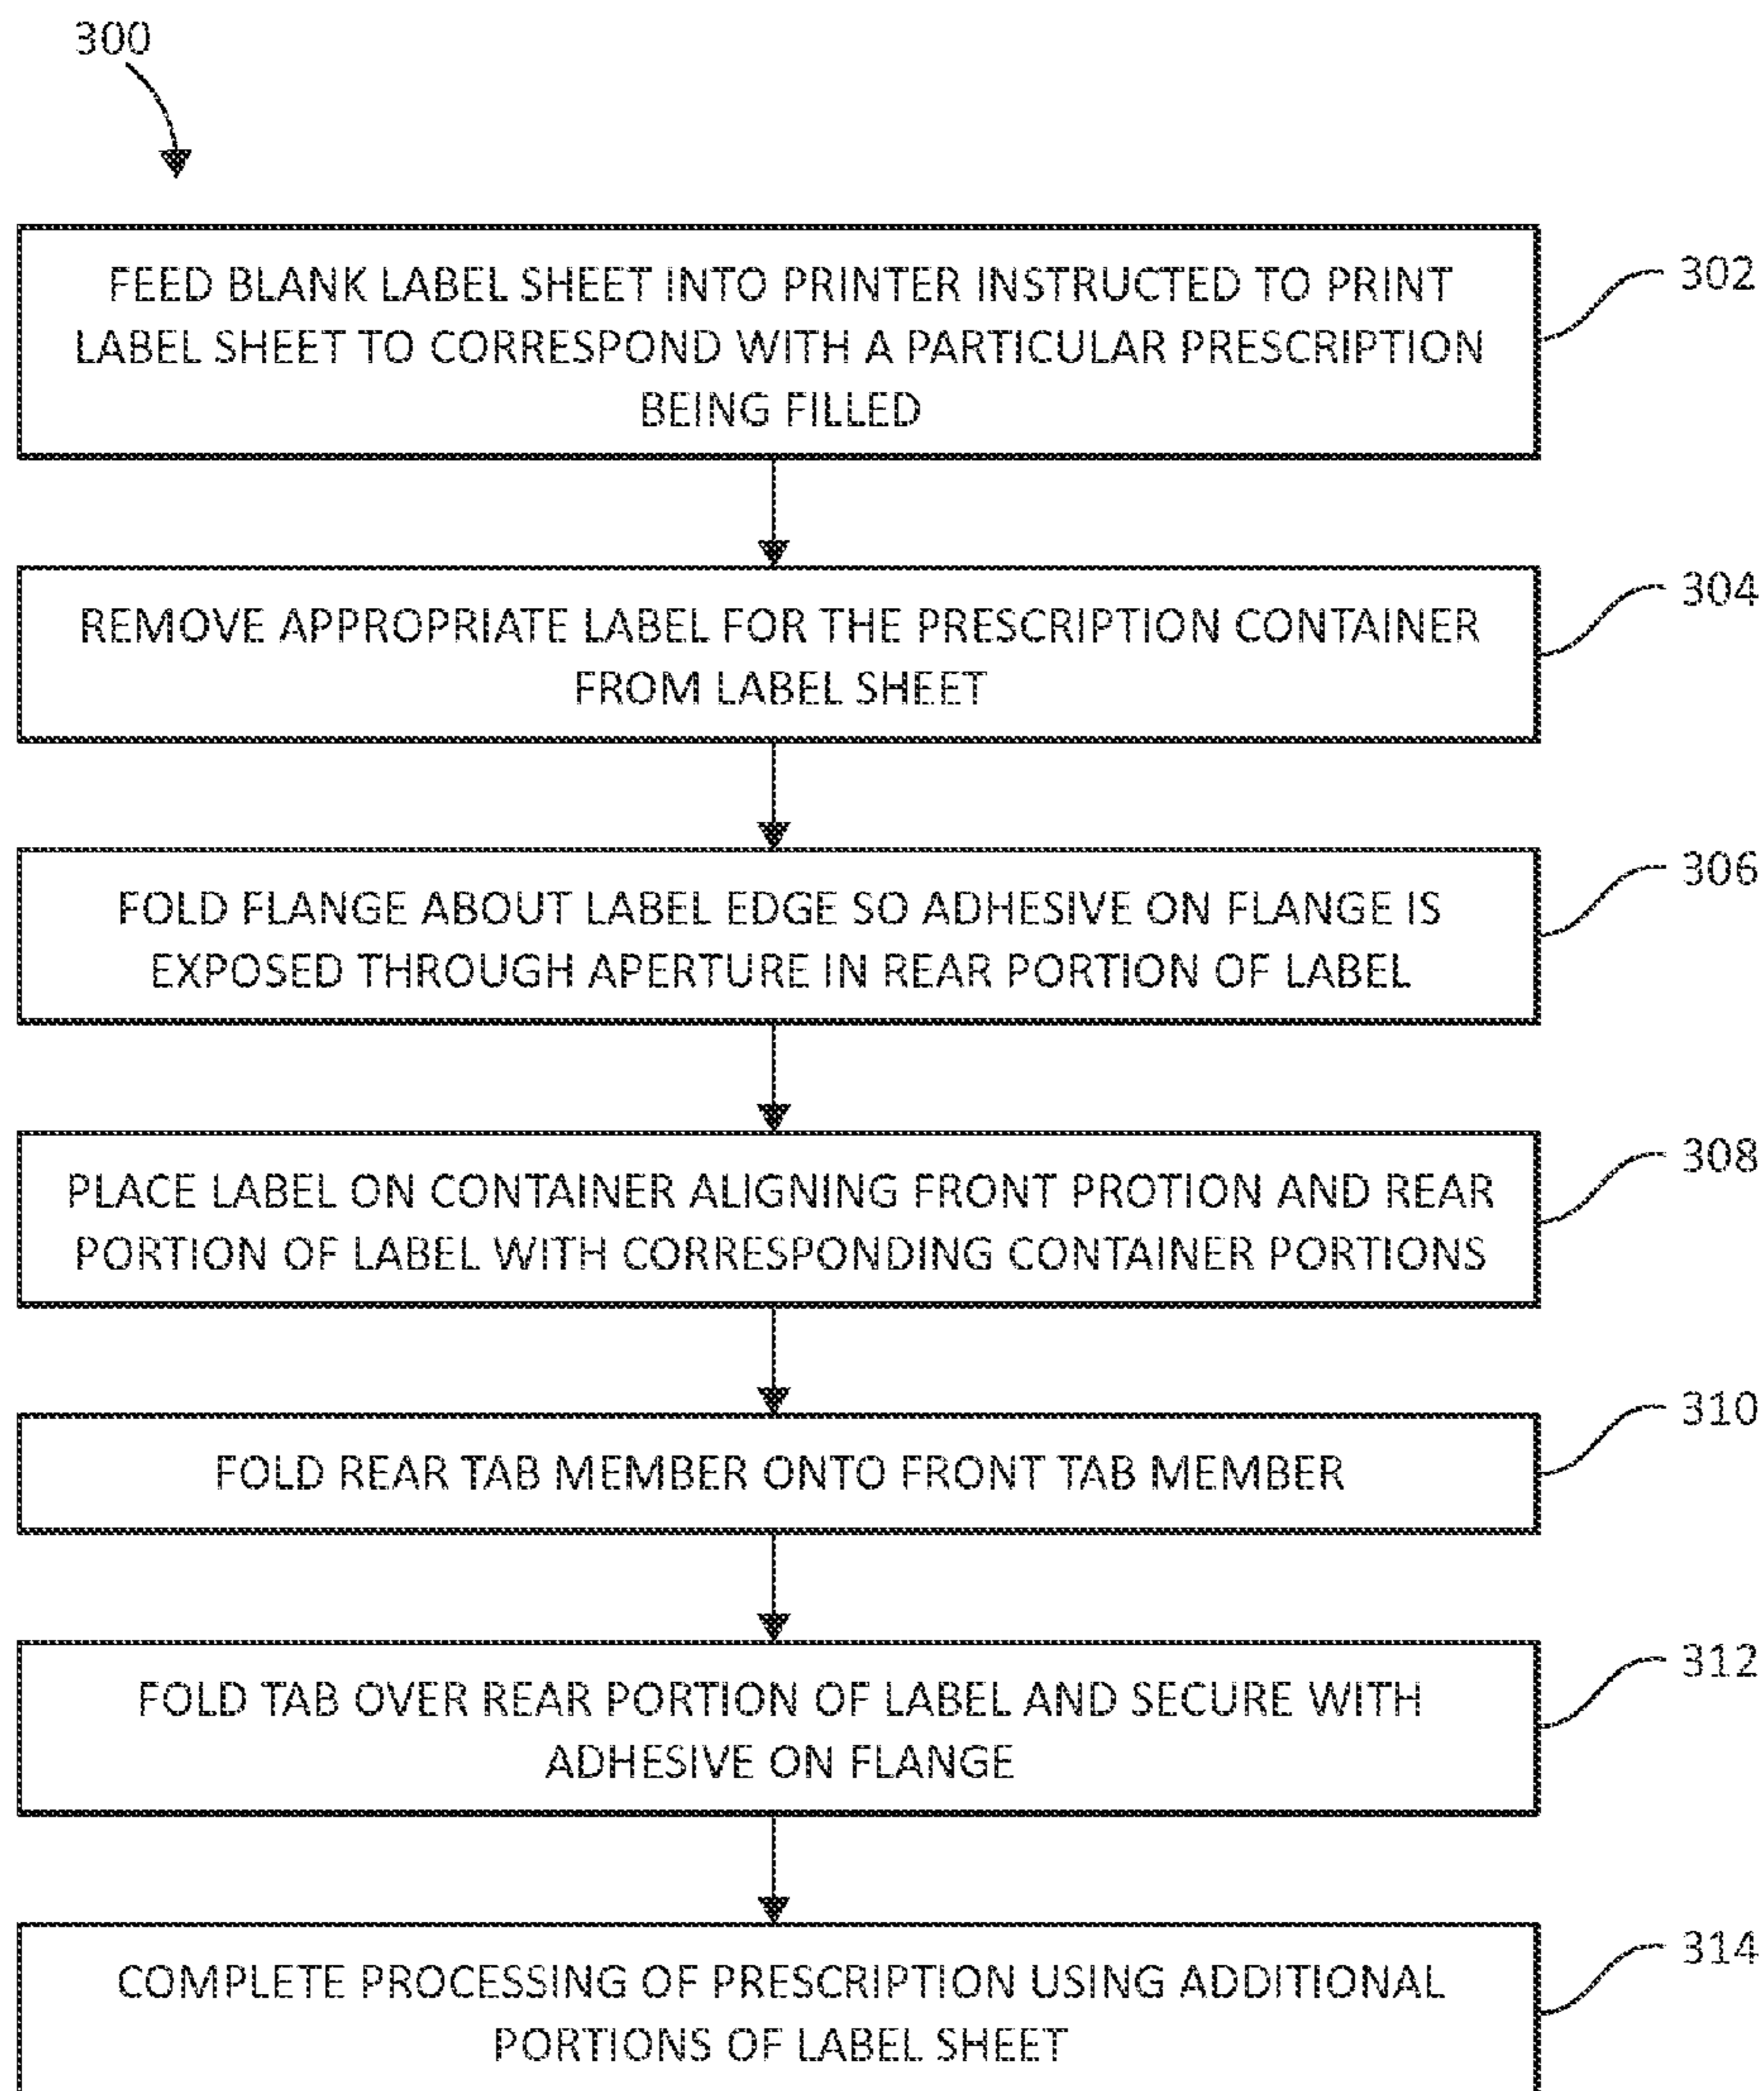 300
FEED BLANK LABEL SHEET INTO PRINTER INSTRUCTED TO PRINT
LABEL SHEET TO CORRESPOND WITH A PARTICULAR PRESCRIPTION
BEING FILLED
302
REMOVE APPROPRIATE LABEL FOR THE PRESCRIPTION CONTAINER
FROM LABEL SHEET
304
FOLD FLANGE ABOUT LABEL EDGE SO ADHESIVE ON FLANGE IS
EXPOSED THROUGH APERTURE IN REAR PORTION OF LABEL
306
PLACE LABEL ON CONTAINER ALIGNING FRONT PROTION AND REAR
PORTION OF LABEL WITH CORRESPONDING CONTAINER PORTIONS
308
FOLD REAR TAB MEMBER ONTO FRONT TAB MEMBER
310
FOLD TAB OVER REAR PORTION OF LABEL AND SECURE WITH
ADHESIVE ON FLANGE
312
COMPLETE PROCESSING OF PRESCRIPTION USING ADDITIONAL
PORTIONS OF LABEL SHEET
314